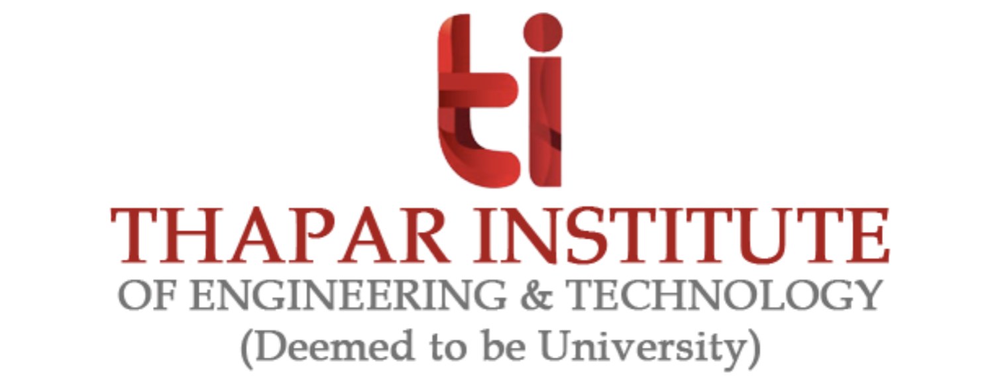 ti
THAPAR INSTITUTE
OF ENGINEERING & TECHNOLOGY
(Deemed to be University)